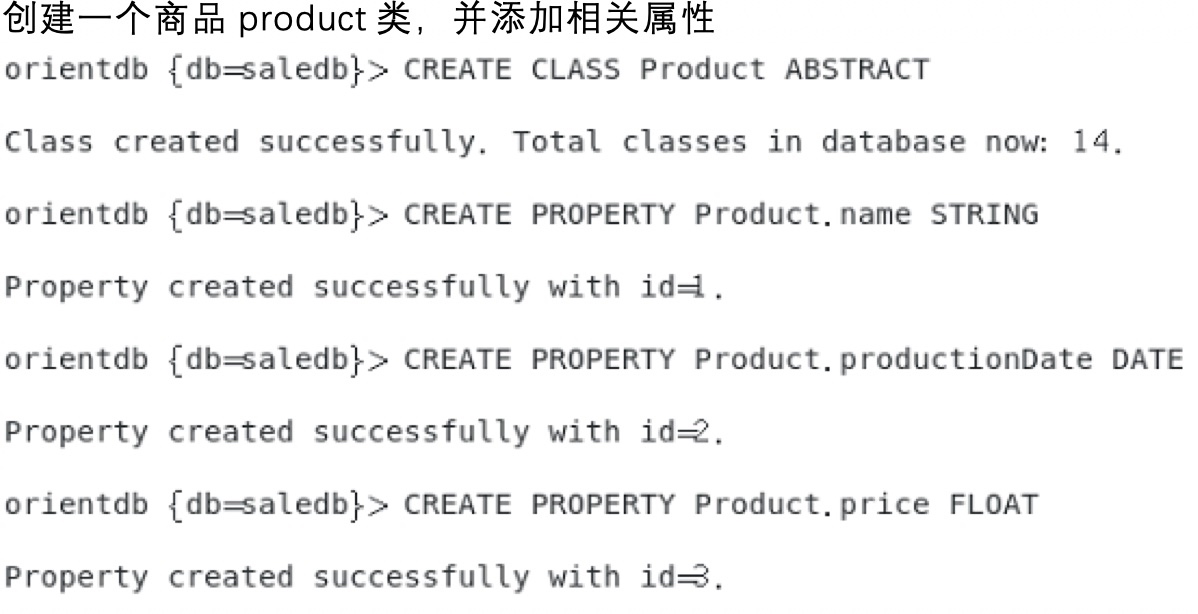 创建一个商品 product 类，并添加相关属性
orientdb {db=saledb}> CREATE CLASS Product ABSTRACT
Class created successfully. Total classes in database now: 14.
orientdb {db=saledb}> CREATE PROPERTY Product.name STRING
Property created successfully with id=1.
orientdb {db=saledb}> CREATE PROPERTY Product.productionDate DATE
Property created successfully with id=2.
orientdb {db=saledb}> CREATE PROPERTY Product.price FLOAT
Property created successfully with id=3.